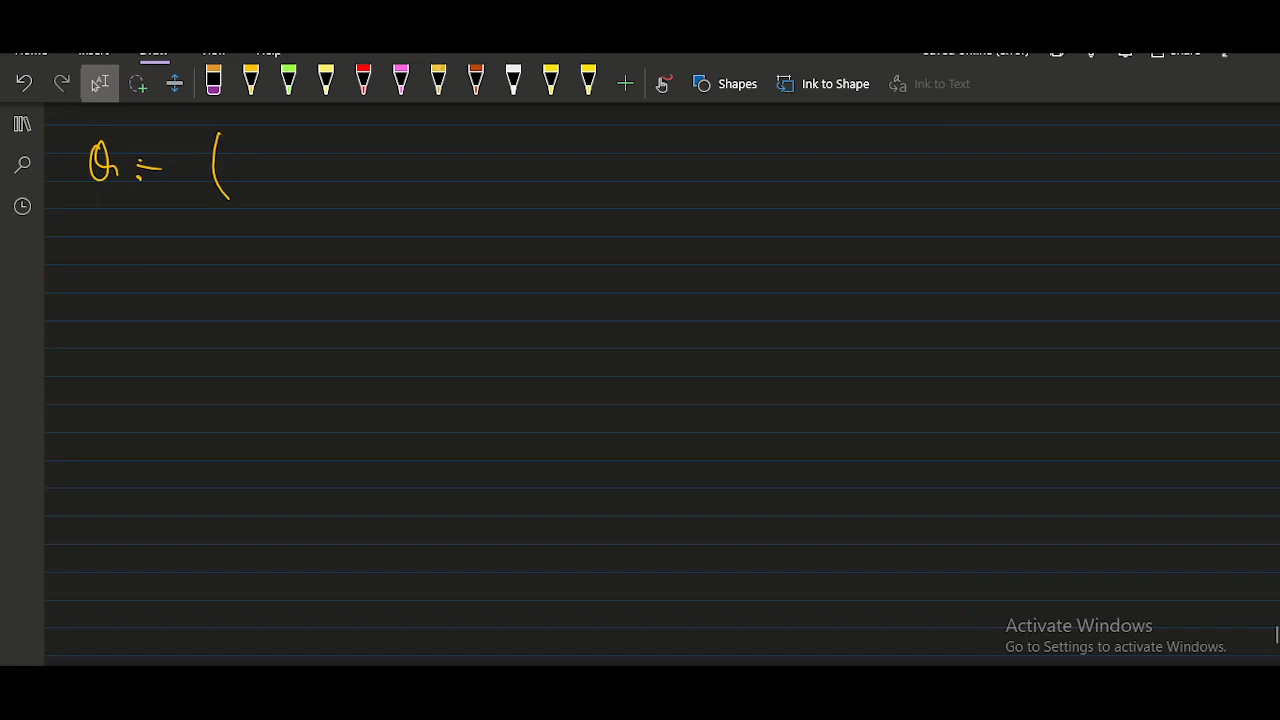 Shapes Ink to Shape Ink to Text
Q :- (
Activate Windows
Go to Settings to activate Windows.